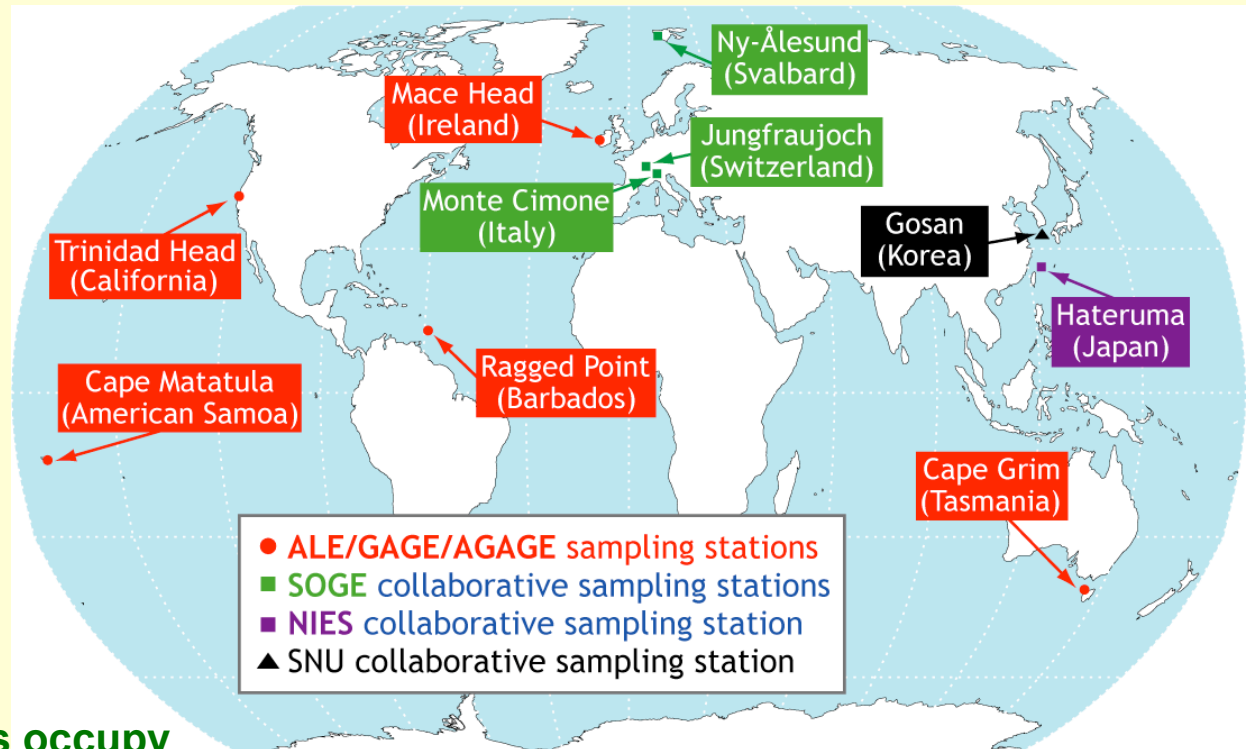 Ny-Ålesund
(Svalbard)
Mace Head
(Ireland)
Jungfraujoch
(Switzerland)
Monte Cimone
(Italy)
Trinidad Head
(California)
Gosan
(Korea)
Hateruma
(Japan)
Ragged Point
(Barbados)
Cape Matatula
(American Samoa)
Cape Grim
(Tasmania)
ALE/GAGE/AGAGE sampling stations
SOGE collaborative sampling stations
NIES collaborative sampling station
SNU collaborative sampling station
s occupy